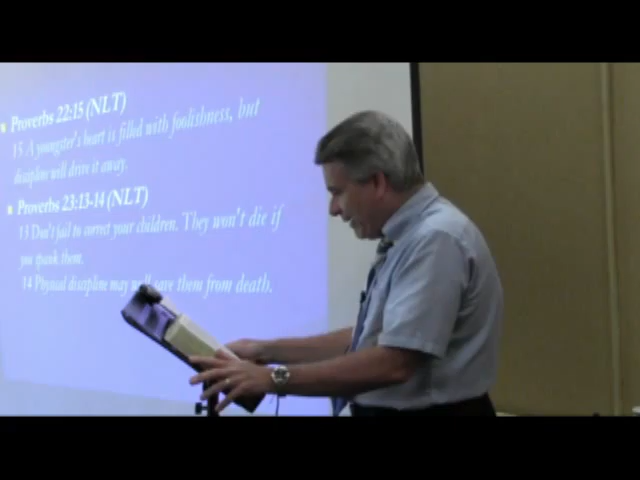 Proverbs 22:15 (NLT)
15 A youngster's heart is filled with foolishness, but
discipline will drive it away.
Proverbs 23:13-14 (NLT)
13 Don't fail to correct your children. They won't die if
you spank them.
14 Physical discipline may well save them from death.